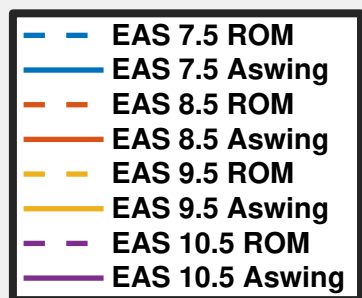 EAS 7.5 ROM
EAS 7.5 Aswing
EAS 8.5 ROM
EAS 8.5 Aswing
EAS 9.5 ROM
EAS 9.5 Aswing
EAS 10.5 ROM
EAS 10.5 Aswing